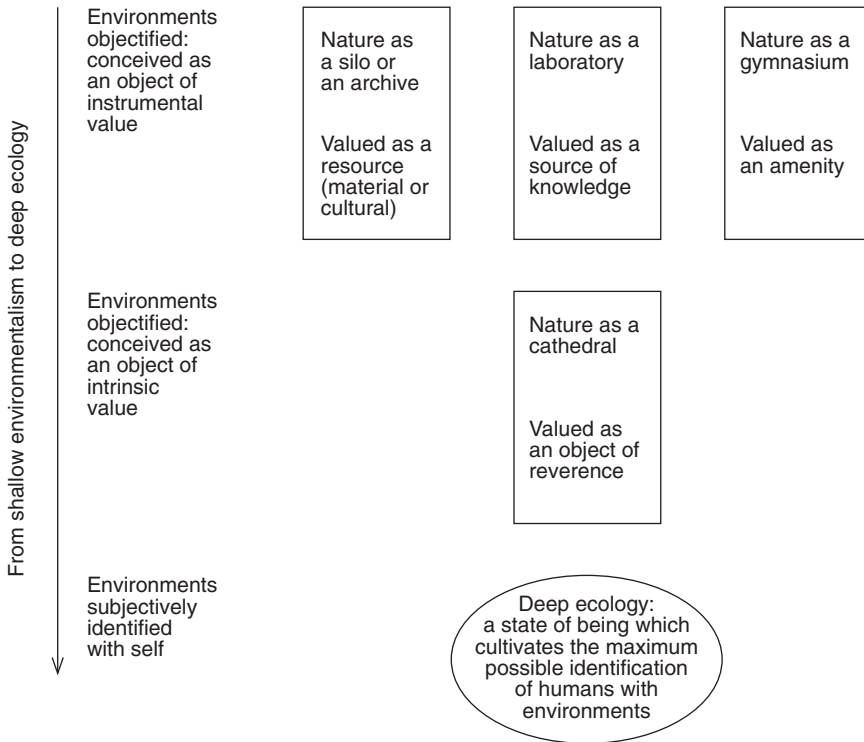 From shallow environmentalism to deep ecology
Environments
objectified:
conceived as
an object of
instrumental
value
Nature as
a silo or
an archive
Valued as a
resource
(material or
cultural)
Nature as a
laboratory
Valued as a
source of
knowledge
Nature as a
gymnasium
Valued as
an amenity
Environments
objectified:
conceived as
an object of
intrinsic
value
Nature as a
cathedral
Valued as
an object of
reverence
Environments
subjectively
identified
with self
Deep ecology:
a state of being which
cultivates the maximum
possible identification
of humans with
environments